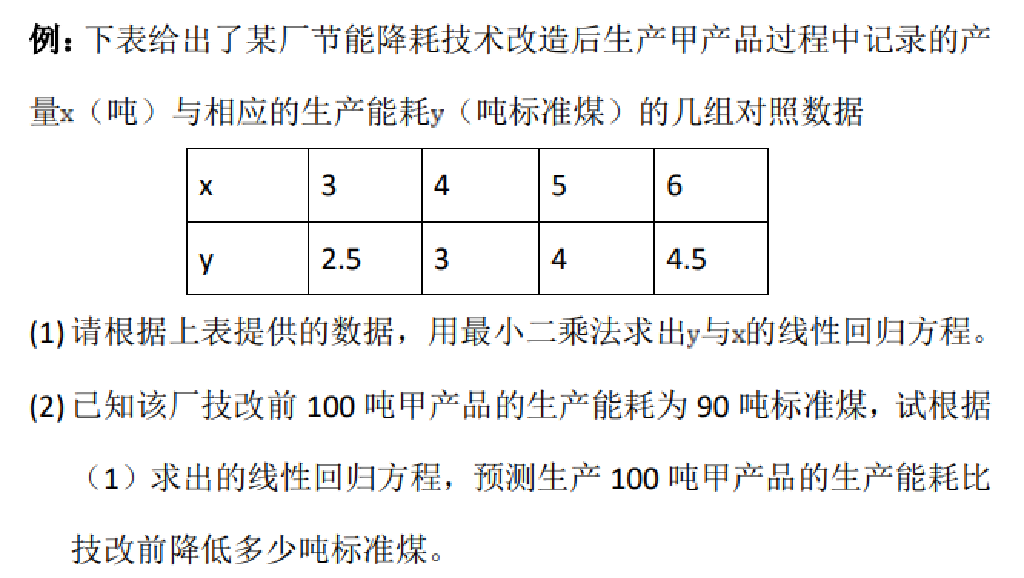 例：下表给出了某厂节能降耗技术改造后生产甲产品过程中记录的产
量x（吨）与相应的生产能耗y（吨标准煤）的几组对照数据
x 3 4 5 6
y 2.5 3 4 4.5
(1)请根据上表提供的数据，用最小二乘法求出y与x的线性回归方程。
(2)已知该厂技改前 100 吨甲产品的生产能耗为 90 吨标准煤，试根据
（1）求出的线性回归方程，预测生产 100 吨甲产品的生产能耗比
技改前降低多少吨标准煤。